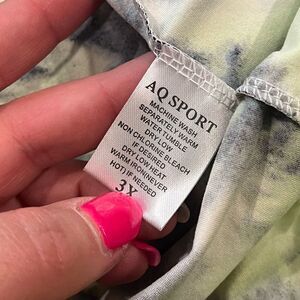 AQ SPORT
MACHINE WASH
SEPARATELY WARM
WATER TUMBLE
DRY LOW
NON CHLORINE BLEACH
IF DESIRED
DRY LOW HEAT
WARM IRON(NEVER
HOT) IF NEEDED
3X